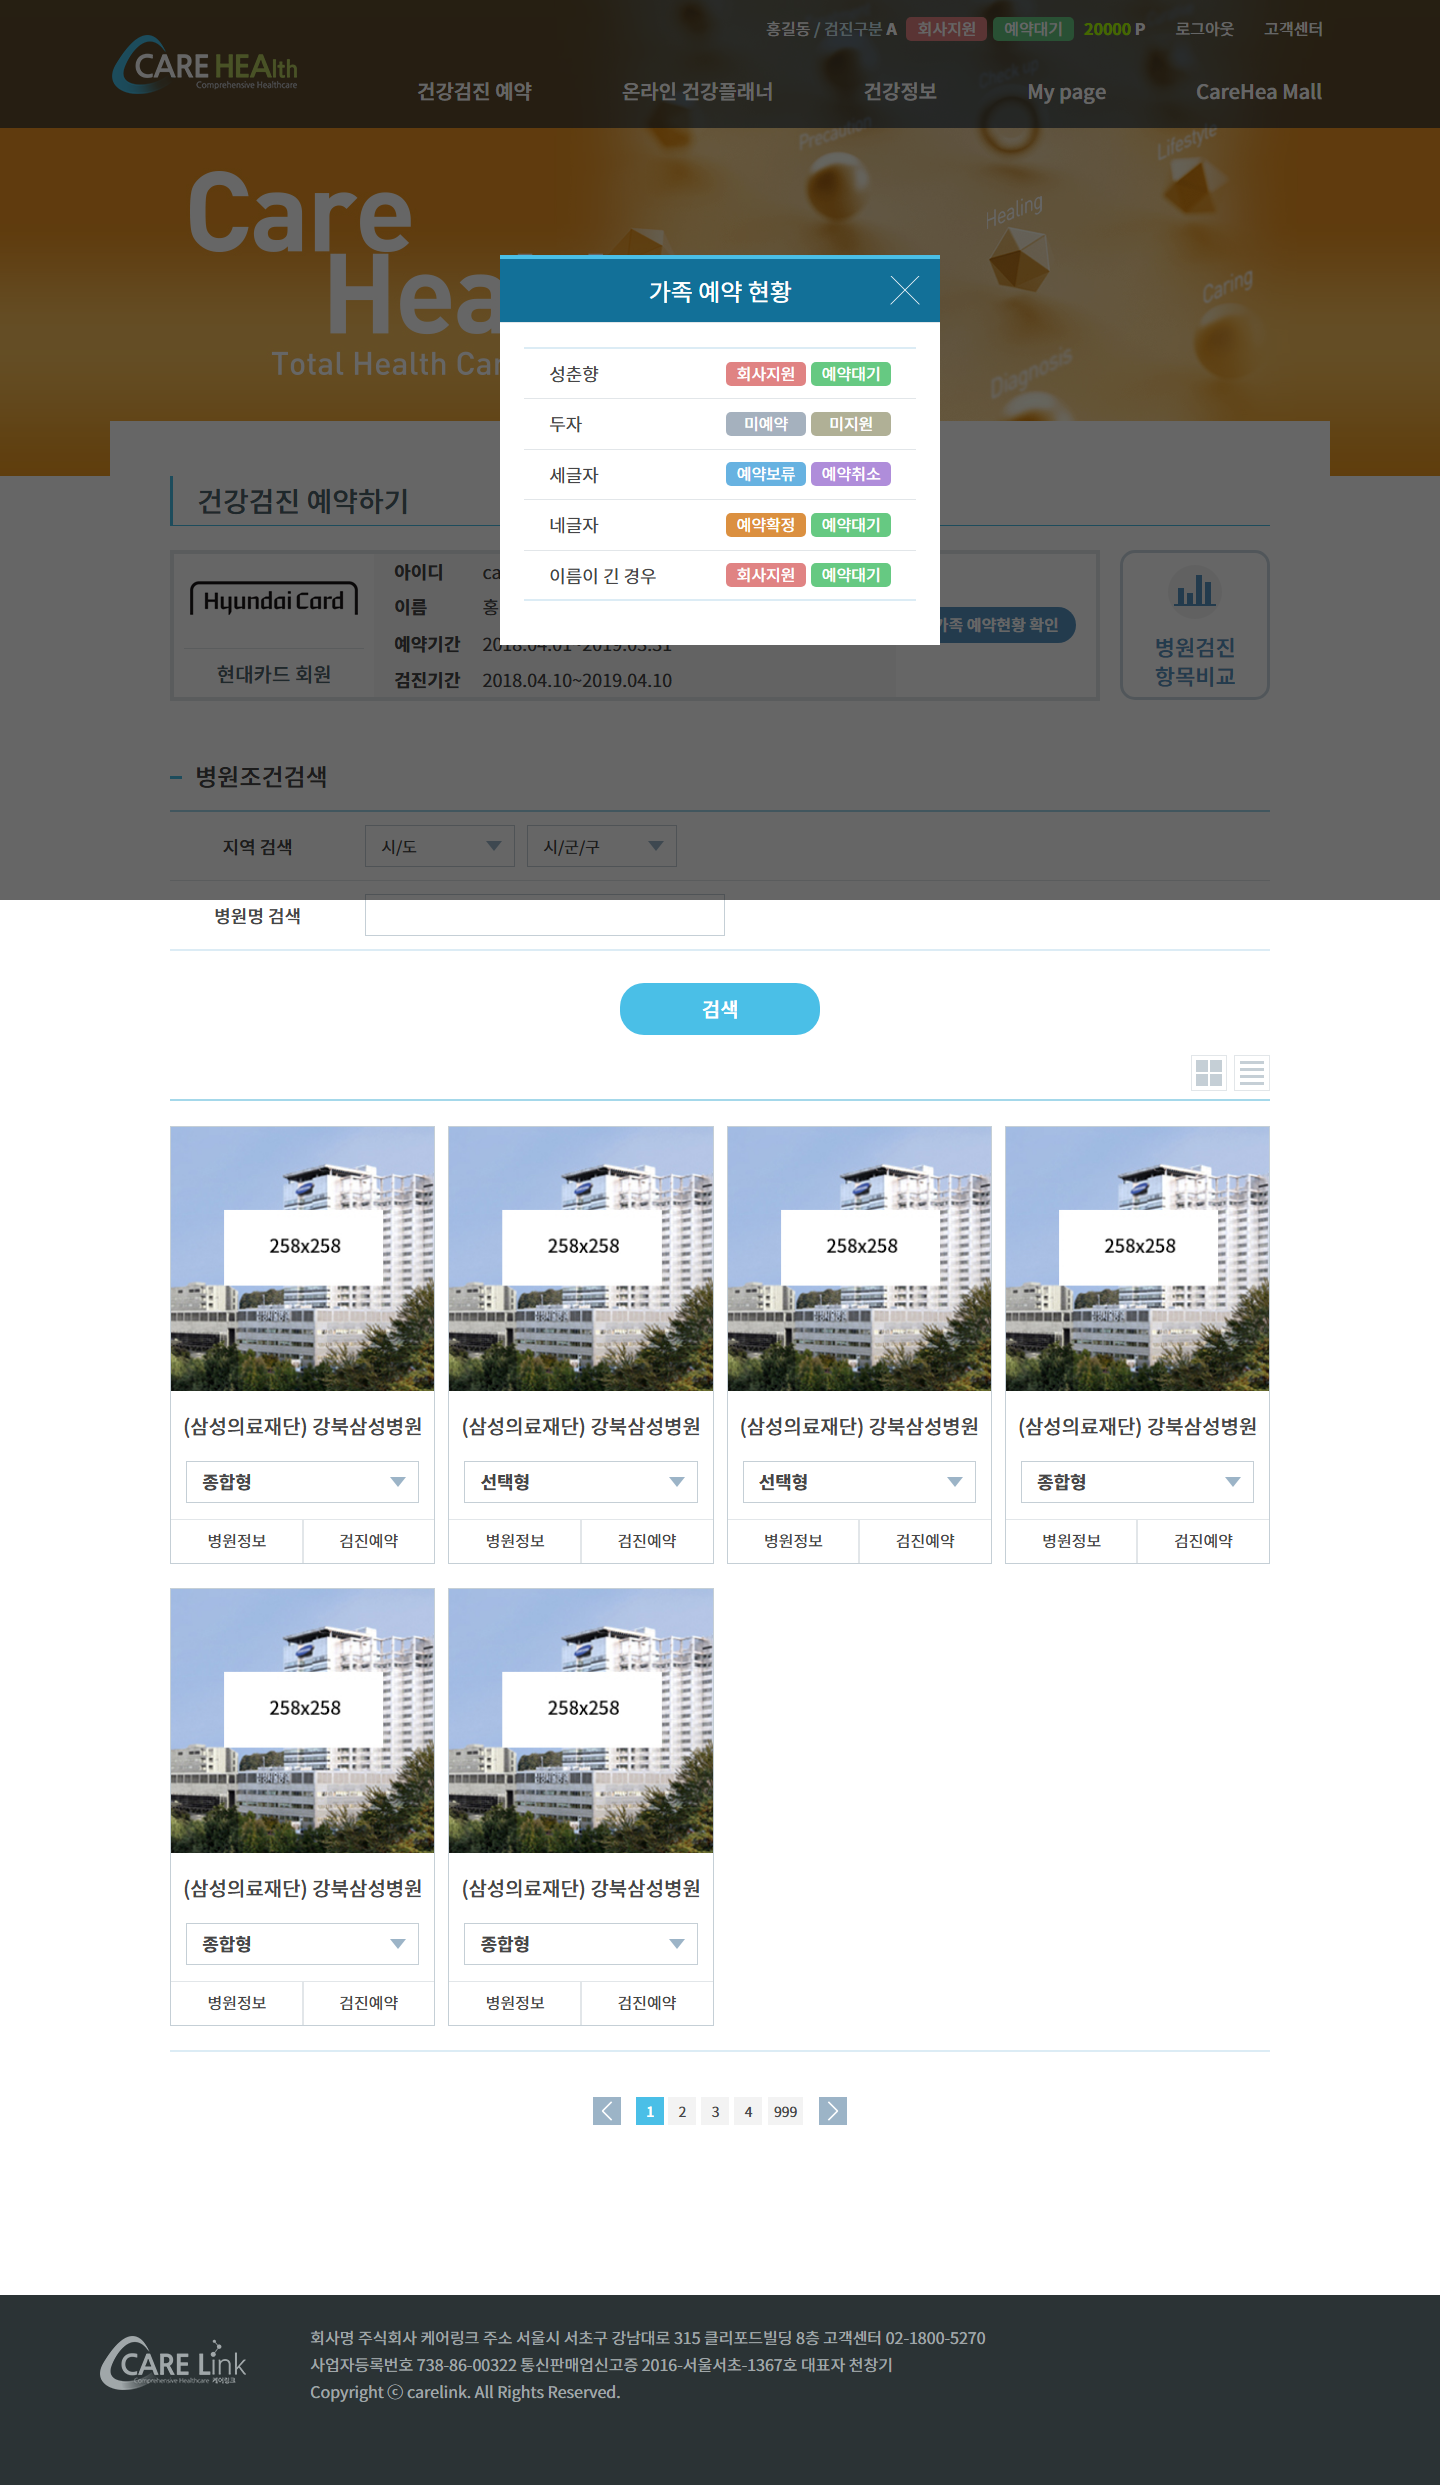 홍길동 / 검진구분 A 회사지원 예약대기 20000 P 로그아웃 고객센터
CARE HEAlth
Comprehensive Healthcare
건강검진 예약 온라인 건강플래너 건강정보 My page CareHea Mall
Precaution
Lifestyle
Healing
Caring
Diagnosis
Care
Hea
Total Health Car
가족 예약 현황
성춘향 회사지원 예약대기
두자 미예약 미지원
세글자 예약보류 예약취소
네글자 예약확정 예약대기
이름이 긴 경우 회사지원 예약대기
건강검진 예약하기
Hyundai Card
현대카드 회원
아이디 ca
이름 홍
예약기간 2018.04.01~2019.03.31
검진기간 2018.04.10~2019.04.10
가족 예약현황 확인
병원검진
항목비교
병원조건검색
지역 검색 시/도 시/군/구
병원명 검색
검색
258x258 258x258 258x258 258x258
(삼성의료재단) 강북삼성병원 (삼성의료재단) 강북삼성병원 (삼성의료재단) 강북삼성병원 (삼성의료재단) 강북삼성병원
종합형 선택형 선택형 종합형
병원정보 검진예약 병원정보 검진예약 병원정보 검진예약 병원정보 검진예약
258x258 258x258
(삼성의료재단) 강북삼성병원 (삼성의료재단) 강북삼성병원
종합형 종합형
병원정보 검진예약 병원정보 검진예약
1 2 3 4 999
CARE Link
Comprehensive Healthcare 케어링크
회사명 주식회사 케어링크 주소 서울시 서초구 강남대로 315 클리포드빌딩 8층 고객센터 02-1800-5270
사업자등록번호 738-86-00322 통신판매업신고증 2016-서울서초-1367호 대표자 천창기
Copyright ⓒ carelink. All Rights Reserved.